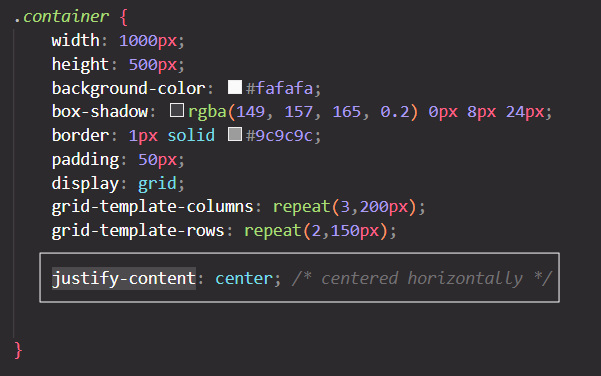 .container {
width: 1000px;
height: 500px;
background-color: #fafafa;
box-shadow: rgba(149, 157, 165, 0.2) 0px 8px 24px;
border: 1px solid #9c9c9c;
padding: 50px;
display: grid;
grid-template-columns: repeat(3,200px);
grid-template-rows: repeat(2,150px);
justify-content: center; /* centered horizontally */
}